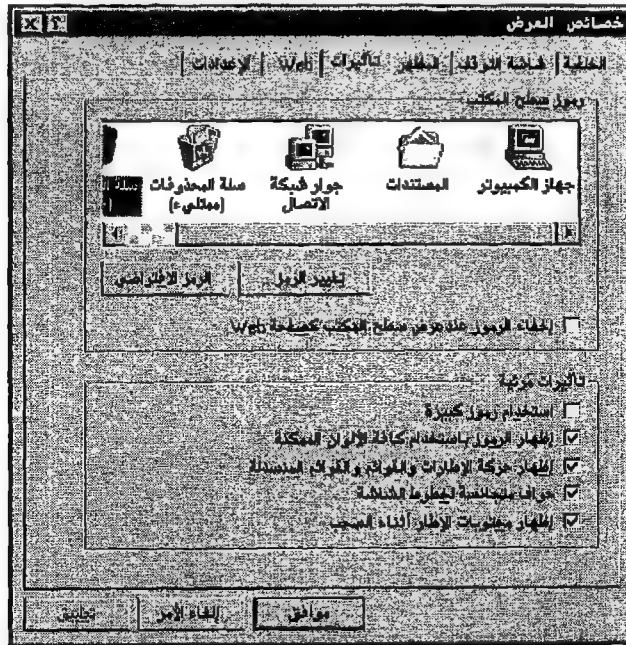 خصائص العرض
الخلفية شاشة التوقف المظهر تأثيرات Web الإعدادات
رموز سطح المكتب
جهاز الكمبيوتر المستندات جوار شبكة الاتصال سلة المحذوفات (ممتلىء) سلة
تغيير الرمز.. الرمز الافتراضي
إخفاء الرموز عند عرض سطح المكتب كصفحة Web
تأثيرات مرئية
استخدام رموز كبيرة
إظهار الرموز باستخدام كافة الألوان الممكنة
إظهار حركة الإطارات والقوائم والقوائم المنسدلة
حواف متجانسة لخطوط الشاشة
إظهار محتويات الإطار أثناء السحب
موافق إلغاء الأمر تطبيق